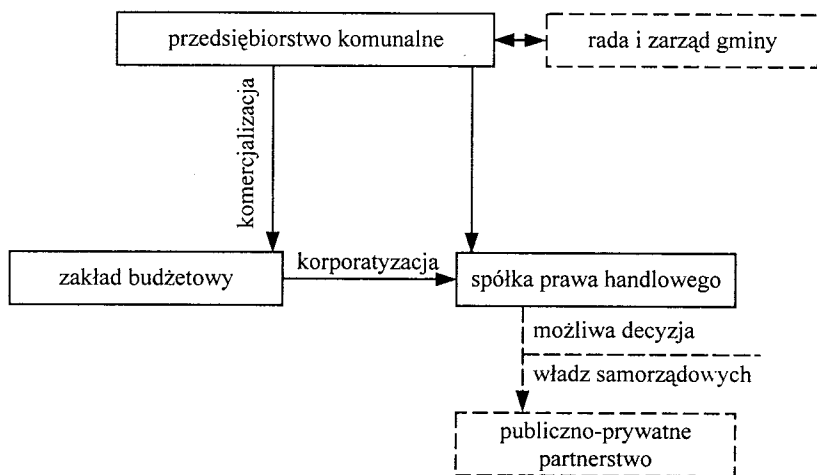 przedsiębiorstwo komunalne
rada i zarząd gminy
komercjalizacja
zakład budżetowy
korporatyzacja
spółka prawa handlowego
możliwa decyzja
władz samorządowych
publiczno-prywatne
partnerstwo